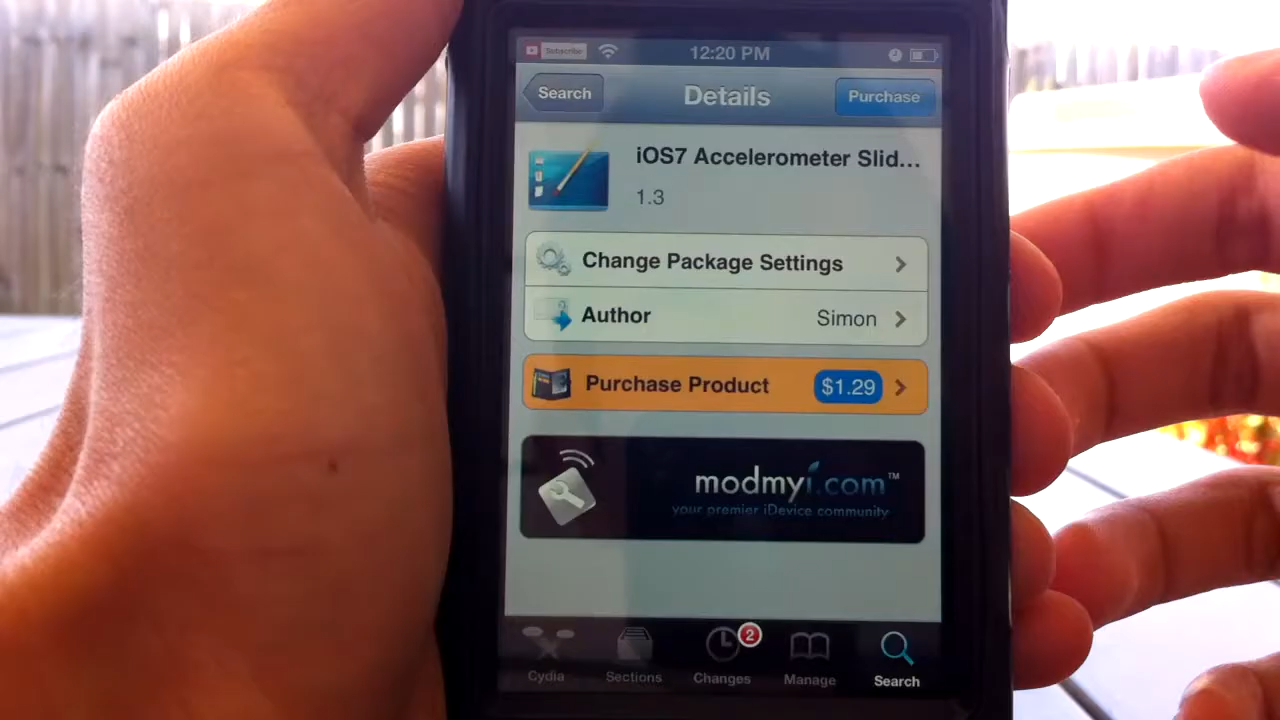 Subscribe 12:20 PM
Search Details Purchase
iOS7 Accelerometer Slid...
1.3
Change Package Settings
Author Simon
Purchase Product $1.29
modmyi.com™
your premier iDevice community
2
Cydia Sections Changes Manage Search